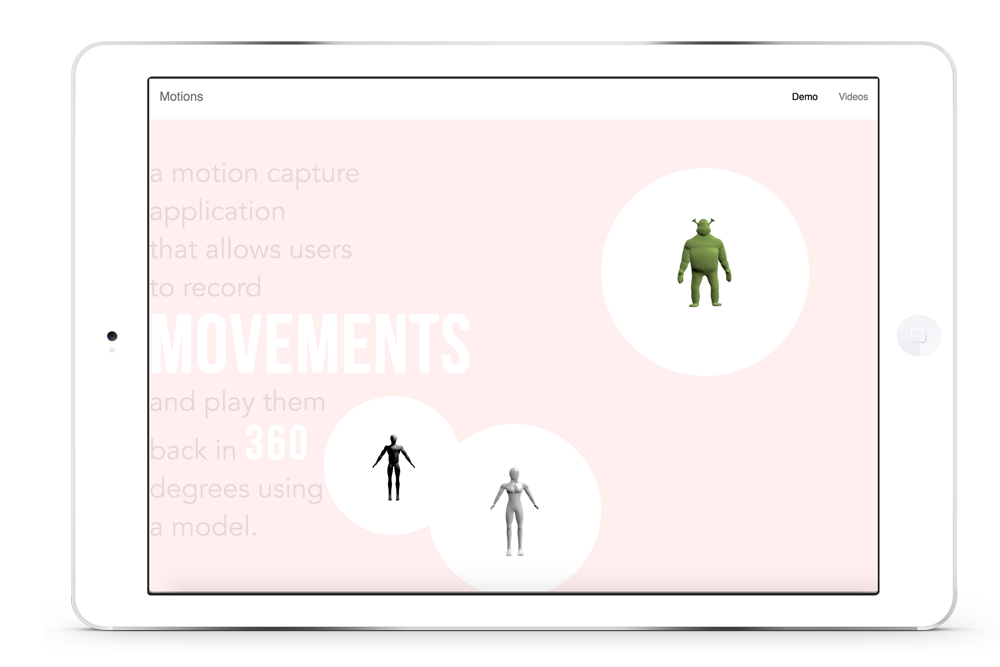 Motions
Demo Videos
a motion capture
application
that allows users
to record
MOVEMENTS
and play them
back in 360
degrees using
a model.